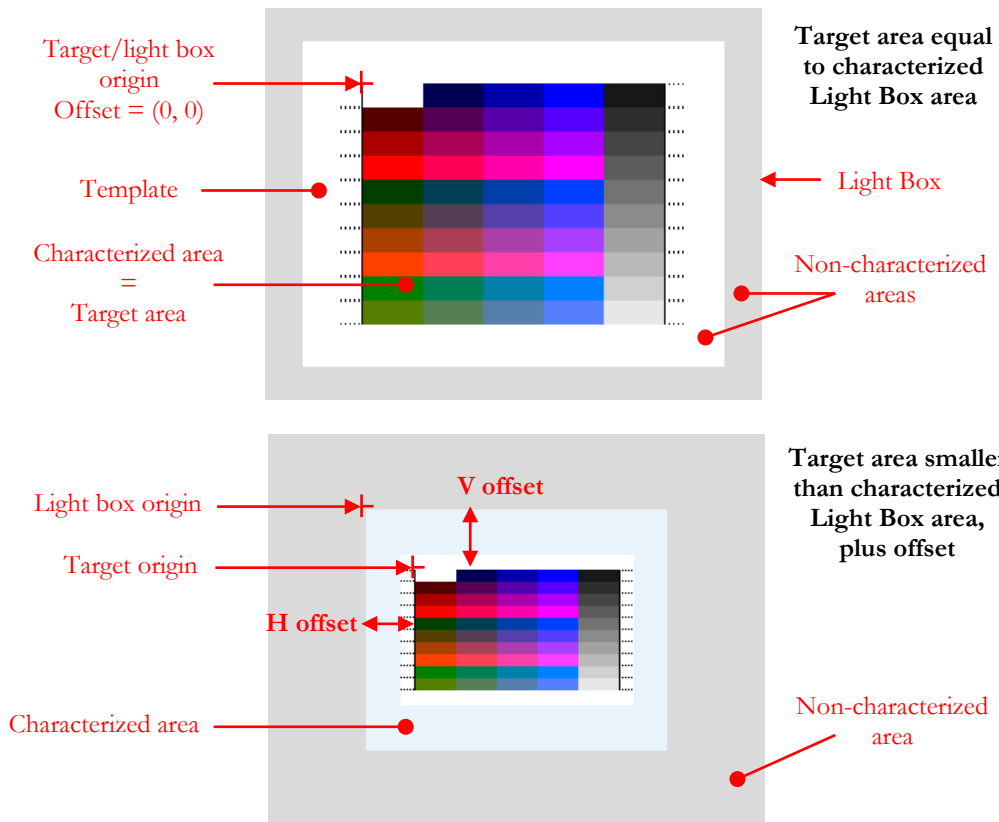 Target/light box
origin
Offset = (0, 0)
Template
Characterized area
=
Target area
Target area equal
to characterized
Light Box area
Light Box
Non-characterized
areas
Light box origin
Target origin
V offset
H offset
Characterized area
Target area smaller
than characterized
Light Box area,
plus offset
Non-characterized
area